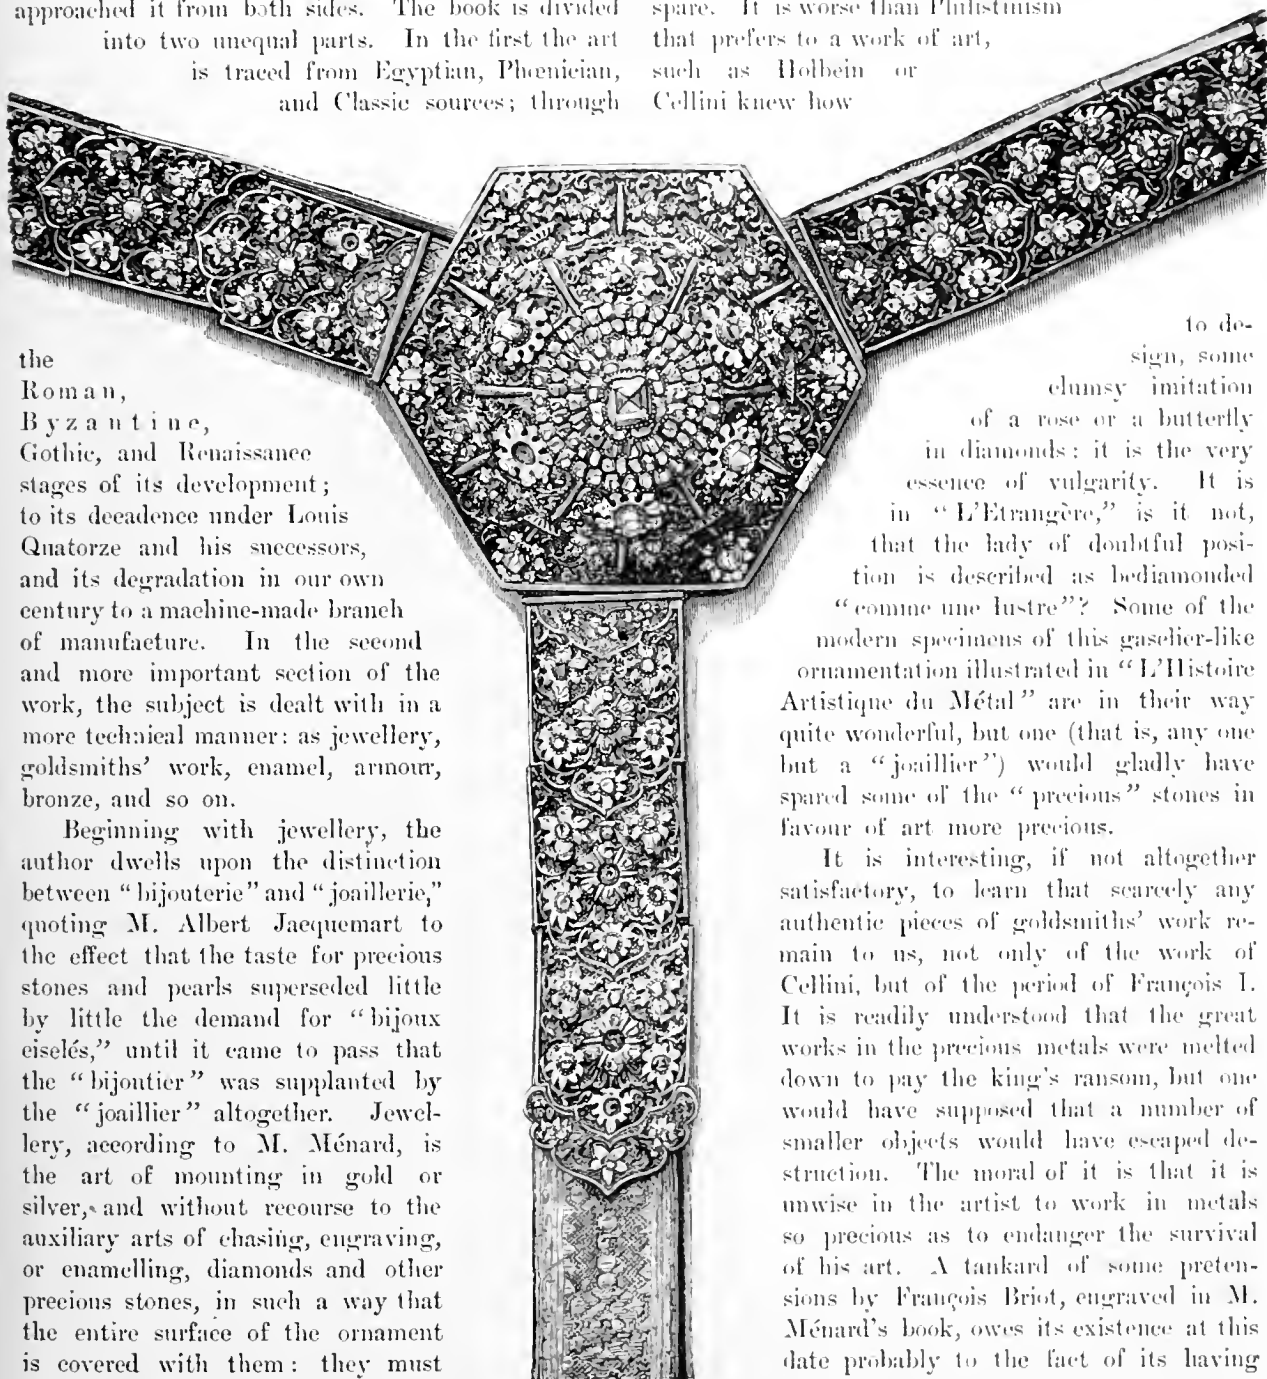 approached it from both sides. The book is divided
into two unequal parts. In the first the art
is traced from Egyptian, Phœnician,
and Classic sources; through
the
Roman,
Byzantine,
Gothic, and Renaissance
stages of its development;
to its decadence under Louis
Quatorze and his successors,
and its degradation in our own
century to a machine-made branch
of manufacture. In the second
and more important section of the
work, the subject is dealt with in a
more technical manner: as jewellery,
goldsmiths' work, enamel, armour,
bronze, and so on.
Beginning with jewellery, the
author dwells upon the distinction
between "bijouterie" and "joaillerie,"
quoting M. Albert Jacquemart to
the effect that the taste for precious
stones and pearls superseded little
by little the demand for "bijoux
ciselés," until it came to pass that
the "bijoutier" was supplanted by
the "joaillier" altogether. Jewel-
lery, according to M. Ménard, is
the art of mounting in gold or
silver, and without recourse to the
auxiliary arts of chasing, engraving,
or enamelling, diamonds and other
precious stones, in such a way that
the entire surface of the ornament
is covered with them: they must
spare. It is worse than Philistinism
that prefers to a work of art,
such as Holbein or
Cellini knew how
to de-
sign, some
clumsy imitation
of a rose or a butterfly
in diamonds: it is the very
essence of vulgarity. It is
in "L'Etrangère," is it not,
that the lady of doubtful posi-
tion is described as bediamonded
"comme une lustre"? Some of the
modern specimens of this gaselier-like
ornamentation illustrated in "L'Histoire
Artistique du Métal" are in their way
quite wonderful, but one (that is, any one
but a "joaillier") would gladly have
spared some of the "precious" stones in
favour of art more precious.
It is interesting, if not altogether
satisfactory, to learn that scarcely any
authentic pieces of goldsmiths' work re-
main to us, not only of the work of
Cellini, but of the period of François I.
It is readily understood that the great
works in the precious metals were melted
down to pay the king's ransom, but one
would have supposed that a number of
smaller objects would have escaped de-
struction. The moral of it is that it is
unwise in the artist to work in metals
so precious as to endanger the survival
of his art. A tankard of some preten-
sions by François Briot, engraved in M.
Ménard's book, owes its existence at this
date probably to the fact of its having